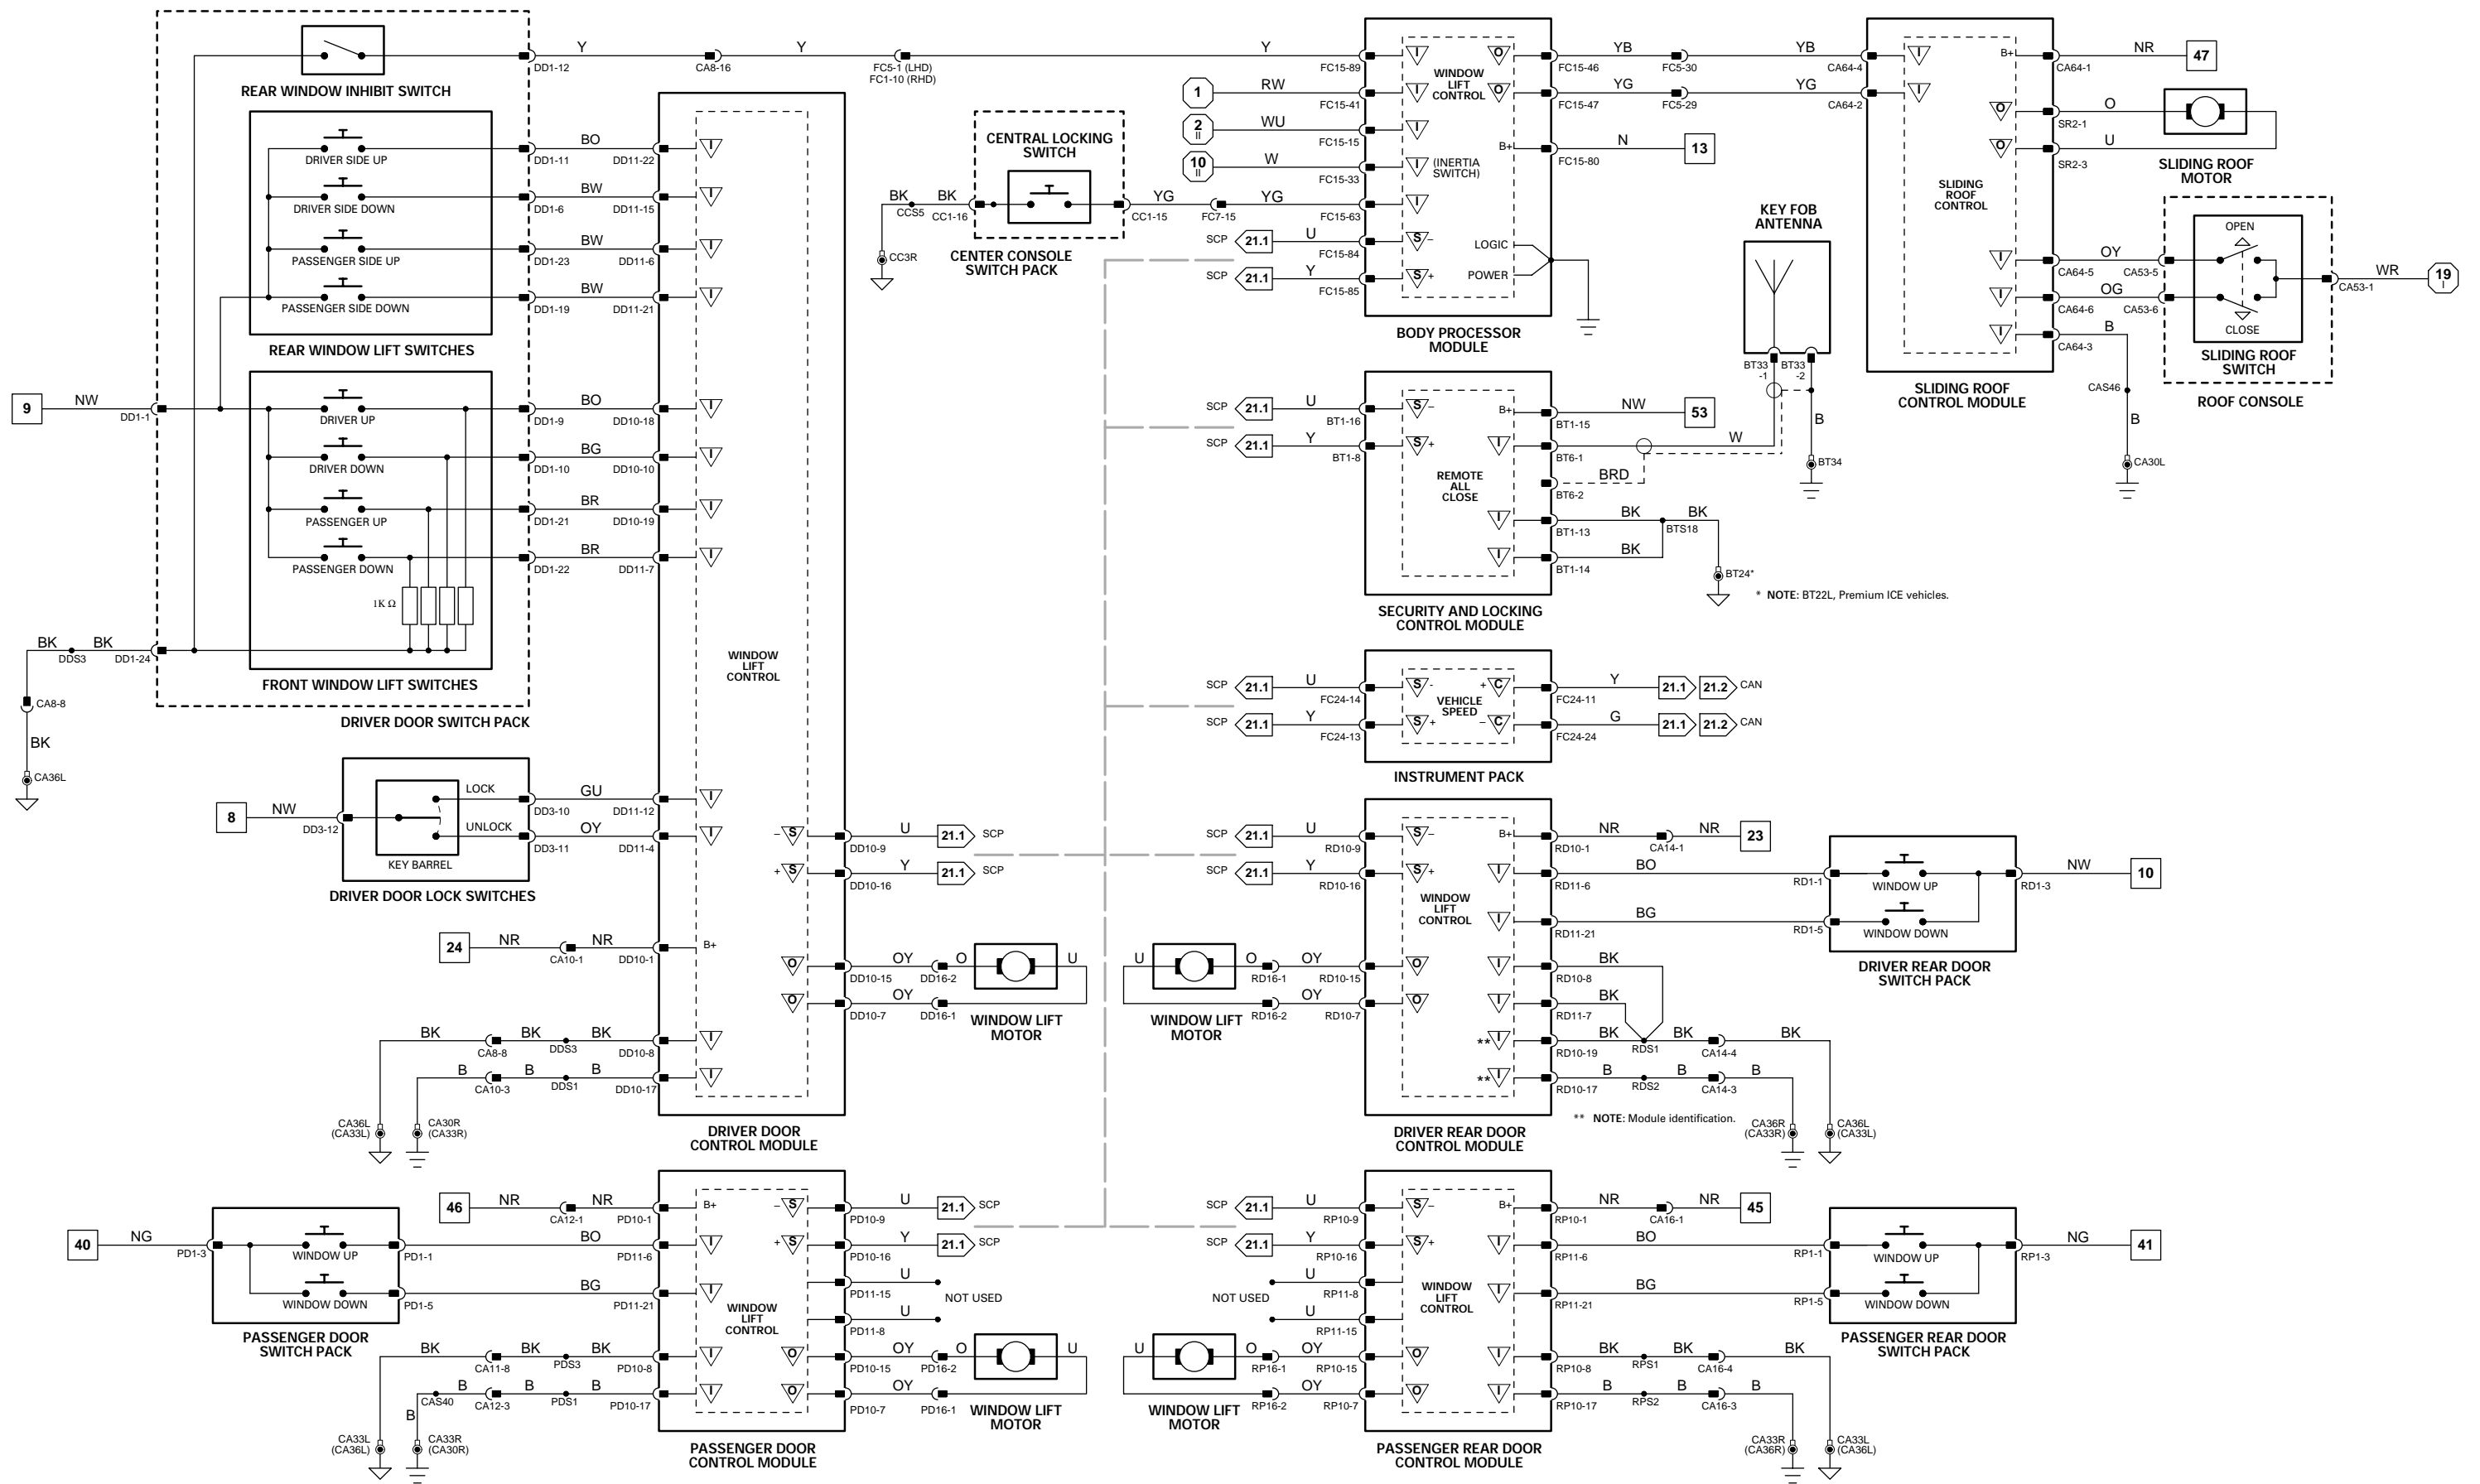 REAR WINDOW INHIBIT SWITCH
DD1-12
Y
CA8-16
Y
FC5-1 (LHD)
FC1-10 (RHD)
Y
FC15-89
DRIVER SIDE UP
DD1-11
BO
DD11-22
DRIVER SIDE DOWN
DD1-6
BW
DD11-15
PASSENGER SIDE UP
DD1-23
BW
DD11-6
PASSENGER SIDE DOWN
DD1-19
BW
DD11-21
REAR WINDOW LIFT SWITCHES
9
NW
DD1-1
DRIVER UP
DD1-9
BO
DD10-18
DRIVER DOWN
DD1-10
BG
DD10-10
PASSENGER UP
DD1-21
BR
DD10-19
PASSENGER DOWN
DD1-22
BR
DD11-7
1K Ω
BK
DDS3
BK
DD1-24
FRONT WINDOW LIFT SWITCHES
DRIVER DOOR SWITCH PACK
CA8-8
BK
CA36L
8
NW
DD3-12
LOCK
UNLOCK
KEY BARREL
DD3-10
GU
DD11-12
DD3-11
OY
DD11-4
DRIVER DOOR LOCK SWITCHES
24
NR
CA10-1
NR
DD10-1
BK
CA8-8
BK
DDS3
BK
DD10-8
B
CA10-3
B
DDS1
B
DD10-17
CA36L
(CA33L)
CA30R
(CA33R)
I
I
I
I
I
I
I
I
WINDOW
LIFT
CONTROL
I
I
B+
I
I
– S
+ S
O
O
DD10-9
U
21.1
SCP
DD10-16
Y
21.1
SCP
DD10-15
OY
DD16-2
O
U
DD10-7
OY
DD16-1
WINDOW LIFT
MOTOR
DRIVER DOOR
CONTROL MODULE
40
NG
PD1-3
WINDOW UP
WINDOW DOWN
PD1-1
PD1-5
PASSENGER DOOR
SWITCH PACK
46
NR
CA12-1
NR
PD10-1
BO
PD11-6
BG
PD11-21
BK
CA11-8
BK
PDS3
BK
PD10-8
B
CAS40
B
CA12-3
B
PDS1
B
PD10-17
CA33L
(CA36L)
CA33R
(CA30R)
B+
I
I
I
I
WINDOW
LIFT
CONTROL
– S
+ S
O
O
PD10-9
U
21.1
SCP
PD10-16
Y
21.1
SCP
PD11-15
U
PD11-8
U
NOT USED
PD10-15
OY
PD16-2
O
U
PD10-7
OY
PD16-1
WINDOW LIFT
MOTOR
PASSENGER DOOR
CONTROL MODULE
CENTRAL LOCKING
SWITCH
BK
CCS5
BK
CC1-16
CC3R
CC1-15
YG
FC7-15
YG
FC15-63
CENTER CONSOLE
SWITCH PACK
1
RW
FC15-41
2
II
WU
FC15-15
10
II
W
FC15-33
SCP
21.1
U
FC15-84
SCP
21.1
Y
FC15-85
I
I
I
I (INERTIA
SWITCH)
I
S –
S +
WINDOW
LIFT
CONTROL
O
O
B+
LOGIC
POWER
BODY PROCESSOR
MODULE
FC15-46
YB
FC5-30
YB
CA64-4
FC15-47
YG
FC5-29
YG
CA64-2
FC15-80
N
13
I
I
SLIDING
ROOF
CONTROL
B+
O
O
I
I
I
SLIDING ROOF
CONTROL MODULE
CA64-1
NR
47
SR2-1
O
SR2-3
U
SLIDING ROOF
MOTOR
CA64-5
OY
CA53-5
CA64-6
OG
CA53-6
CA64-3
B
CAS46
B
CA30L
OPEN
CLOSE
SLIDING ROOF
SWITCH
ROOF CONSOLE
CA53-1
WR
19
I
KEY FOB
ANTENNA
BT33
-1
BT33
-2
B
BT34
SCP
21.1
U
BT1-16
SCP
21.1
Y
BT1-8
S –
S +
REMOTE
ALL
CLOSE
B+
I
I
I
BT1-15
NW
53
BT6-1
W
BT6-2
BRD
BT1-13
BK
BTS18
BK
BT1-14
BK
BT24*
* NOTE: BT22L, Premium ICE vehicles.
SECURITY AND LOCKING
CONTROL MODULE
SCP
21.1
U
FC24-14
SCP
21.1
Y
FC24-13
S -
S +
VEHICLE
SPEED
+ C
– C
FC24-11
Y
21.1
21.2
CAN
FC24-24
G
21.1
21.2
CAN
INSTRUMENT PACK
SCP
21.1
U
RD10-9
SCP
21.1
Y
RD10-16
U
O
RD16-1
OY
RD10-15
RD16-2
OY
RD10-7
WINDOW LIFT
MOTOR
S –
S +
WINDOW
LIFT
CONTROL
O
O
B+
I
I
I
I
** I
** I
RD10-1
NR
CA14-1
NR
23
RD11-6
BO
RD1-1
RD11-21
BG
RD1-5
RD10-8
BK
RD11-7
BK
RD10-19
BK
RDS1
BK
CA14-4
BK
RD10-17
B
RDS2
B
CA14-3
B
** NOTE: Module identification.
CA36R
(CA33R)
CA36L
(CA33L)
WINDOW UP
WINDOW DOWN
RD1-3
NW
10
DRIVER REAR DOOR
SWITCH PACK
DRIVER REAR DOOR
CONTROL MODULE
SCP
21.1
U
RP10-9
SCP
21.1
Y
RP10-16
U
RP11-8
NOT USED
U
RP11-15
U
O
RP16-1
OY
RP10-15
RP16-2
OY
RP10-7
WINDOW LIFT
MOTOR
S –
S +
WINDOW
LIFT
CONTROL
O
O
B+
I
I
I
I
RP10-1
NR
CA16-1
NR
45
RP11-6
BO
RP1-1
RP11-21
BG
RP1-5
RP10-8
BK
RPS1
BK
CA16-4
BK
RP10-17
B
RPS2
B
CA16-3
B
CA33R
(CA36R)
CA33L
(CA36L)
WINDOW UP
WINDOW DOWN
RP1-3
NG
41
PASSENGER REAR DOOR
SWITCH PACK
PASSENGER REAR DOOR
CONTROL MODULE